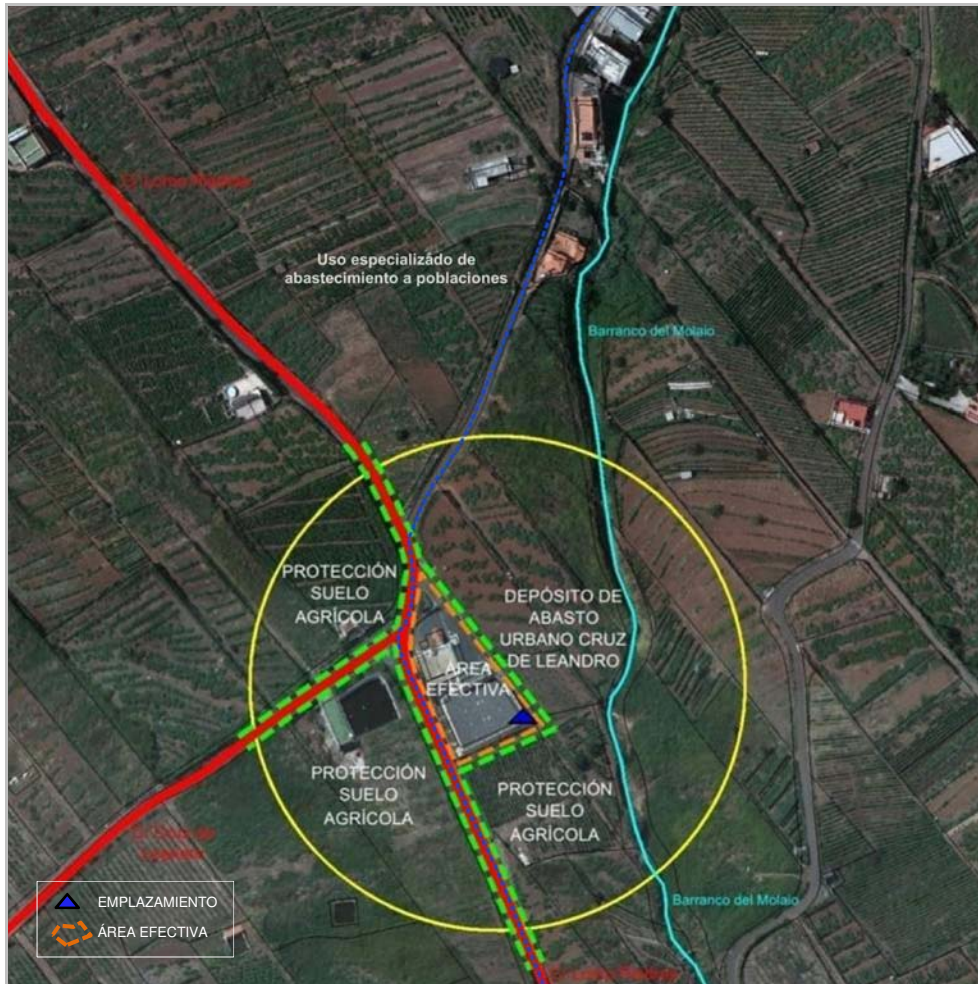 Uso especializado de
abastecimiento a poblaciones
Barranco del Molaio
PROTECCIÓN
SUELO
AGRÍCOLA
DEPÓSITO DE
ABASTO
URBANO CRUZ
DE LEANDRO
ÁREA
EFECTIVA
PROTECCIÓN
SUELO
AGRÍCOLA
PROTECCIÓN
SUELO
AGRÍCOLA
Barranco del Molaio
EMPLAZAMIENTO
ÁREA EFECTIVA